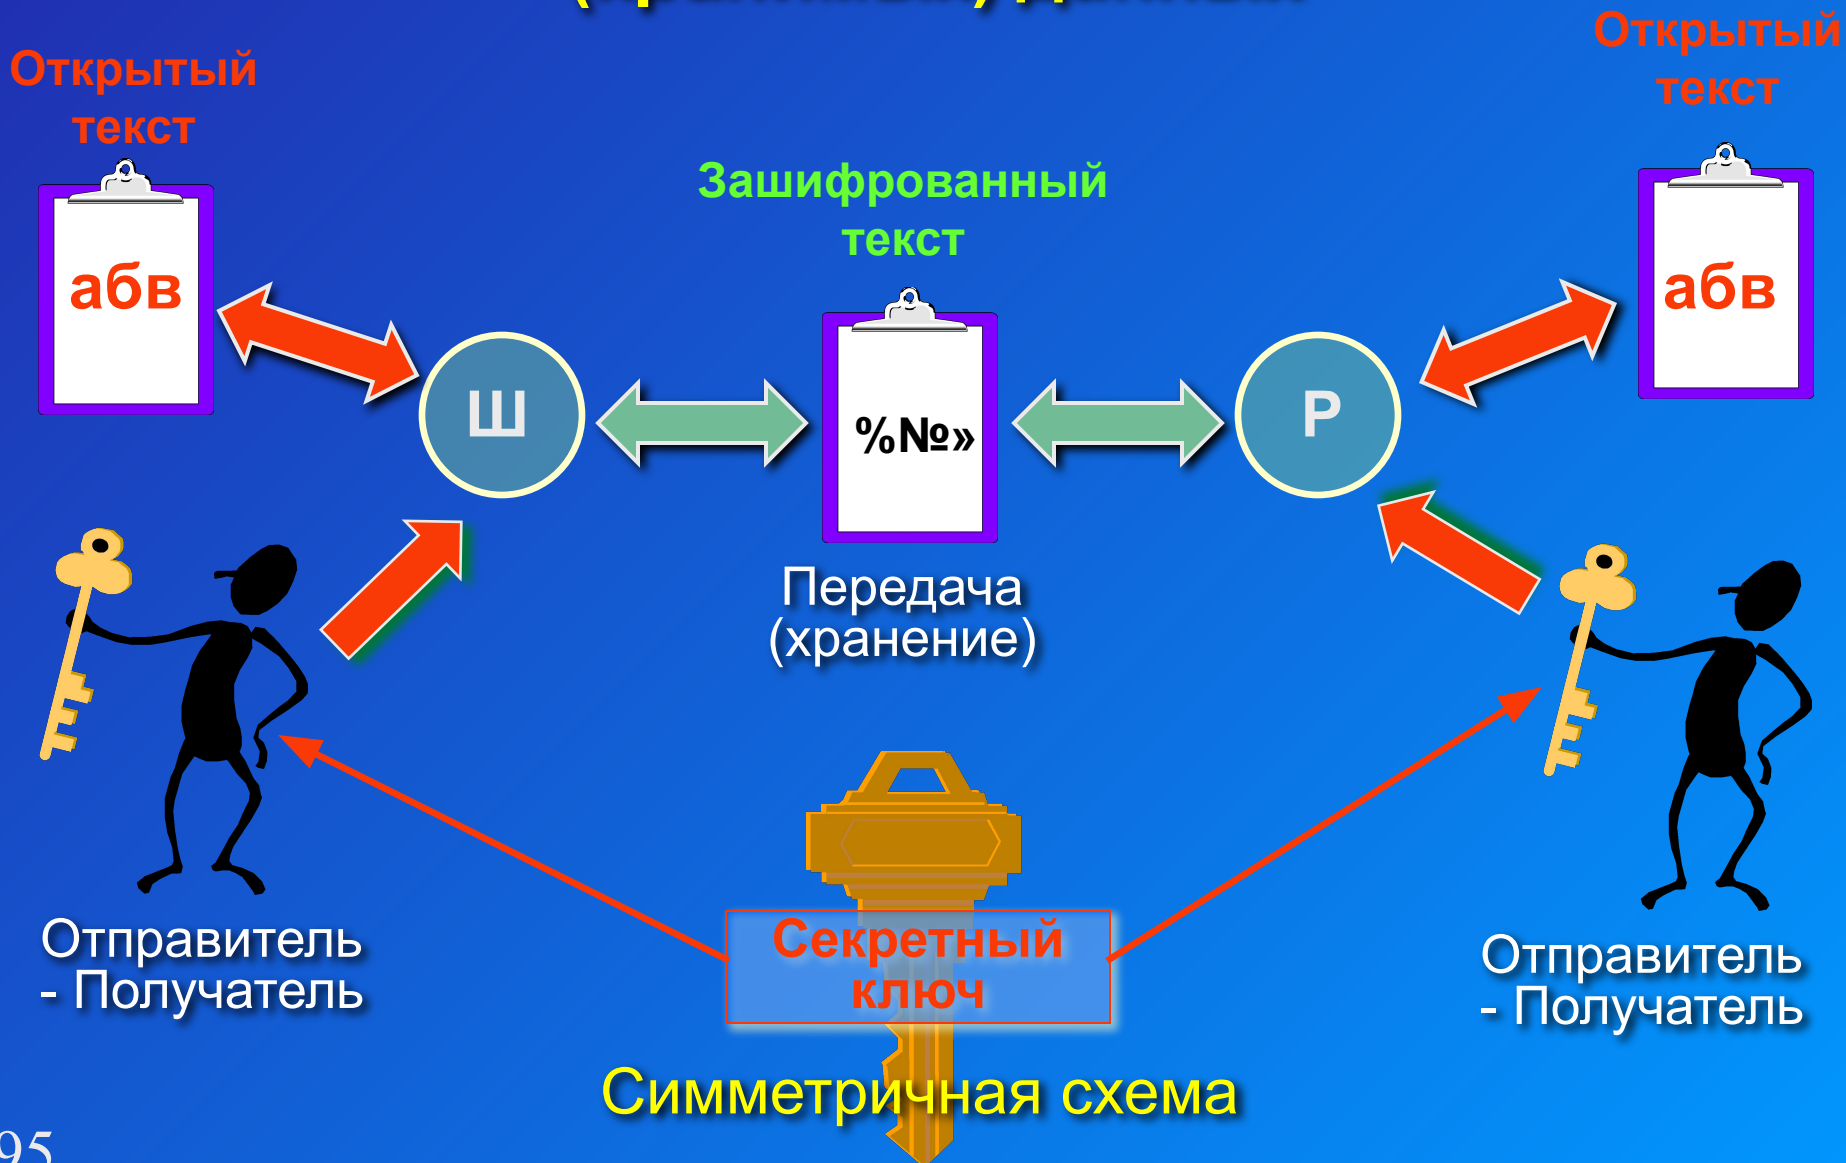 Открытый
текст
Открытый
текст
Зашифрованный
текст
абв
абв
Ш
%№»
Р
Передача
(хранение)
Отправитель
- Получатель
Секретный
ключ
Отправитель
- Получатель
Симметричная схема
95